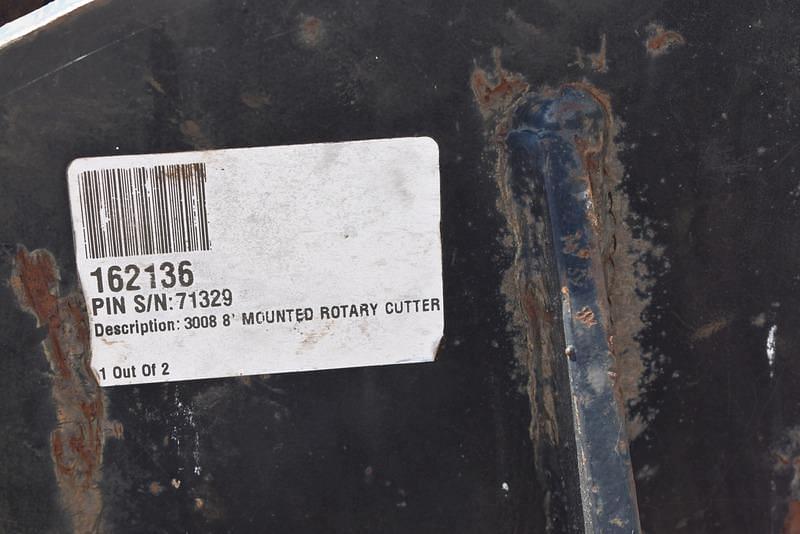 162136
PIN S/N:71329
Description: 3008 8' MOUNTED ROTARY CUTTER
1 Out Of 2